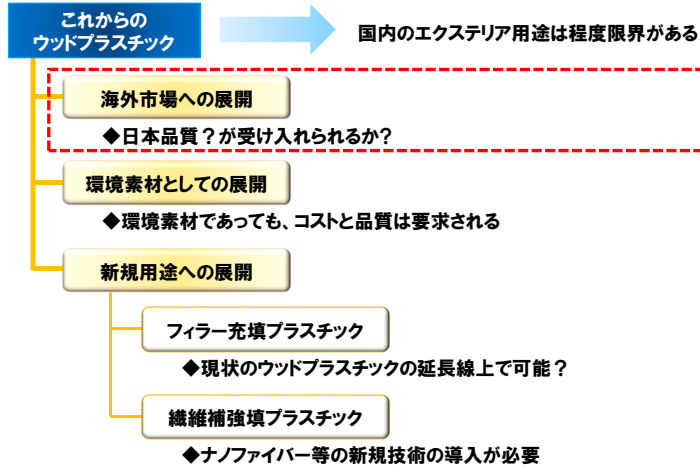 これからの
ウッドプラスチック
国内のエクステリア用途は程度限界がある
海外市場への展開
◆日本品質？が受け入れられるか?
環境素材としての展開
◆環境素材であっても、コストと品質は要求される
新規用途への展開
フィラー充填プラスチック
◆現状のウッドプラスチックの延長線上で可能？
繊維補強填プラスチック
◆ナノファイバー等の新規技術の導入が必要